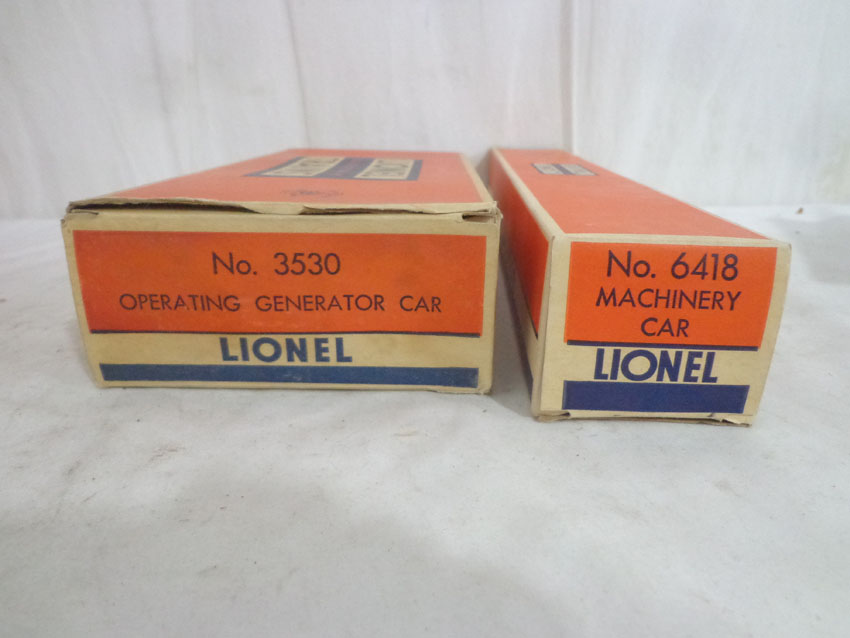 No. 3530
OPERATING GENERATOR CAR
LIONEL
No. 6418
MACHINERY
CAR
LIONEL